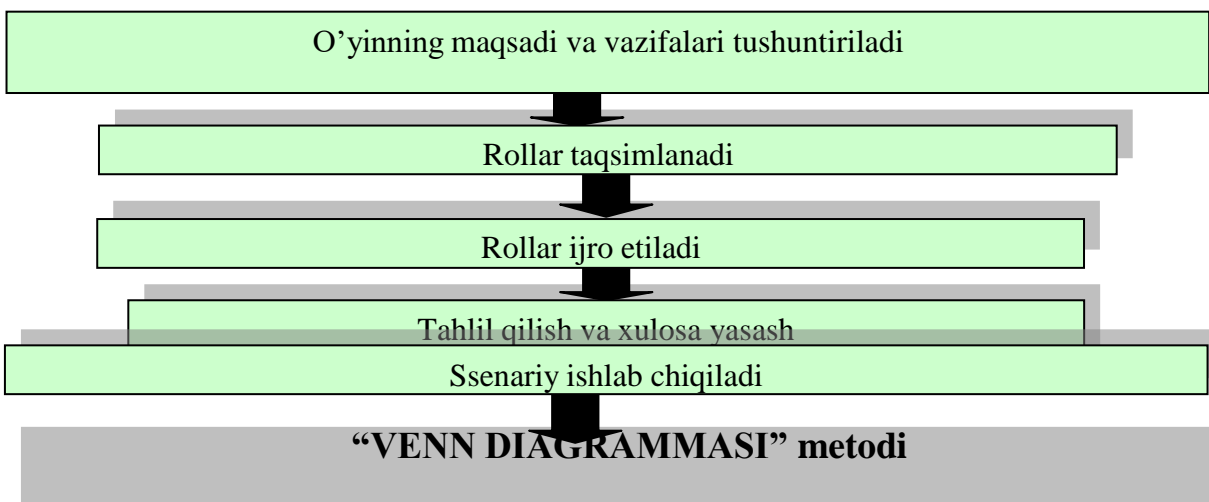 O’yinning maqsadi va vazifalari tushuntiriladi
Rollar taqsimlanadi
Rollar ijro etiladi
Tahlil qilish va xulosa yasash
Ssenariy ishlab chiqiladi
“VENN DIAGRAMMASI” metodi